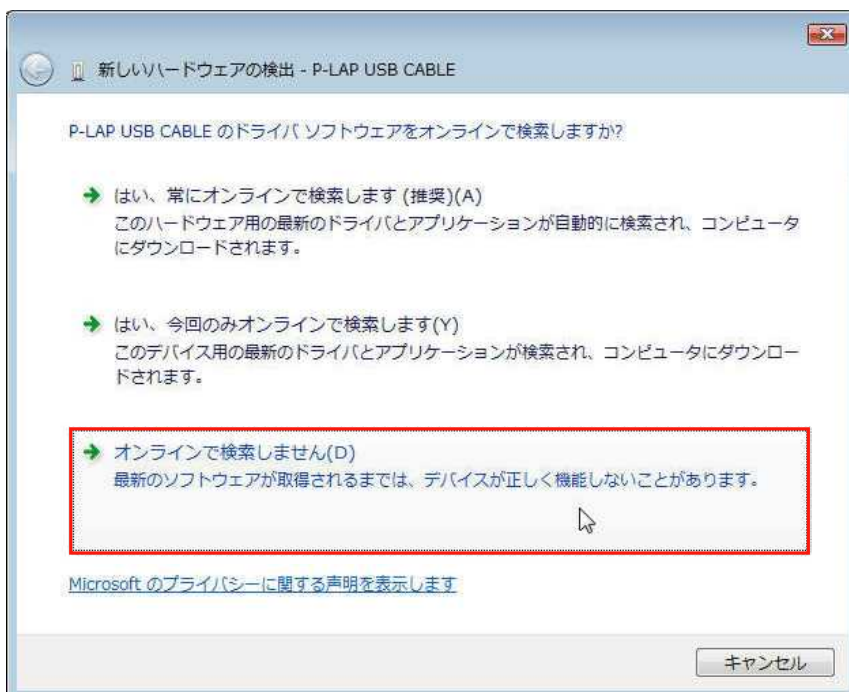 新しいハードウェアの検出 - P-LAP USB CABLE
P-LAP USB CABLE のドライバ ソフトウェアをオンラインで検索しますか?
はい、常にオンラインで検索します (推奨)(A)
このハードウェア用の最新のドライバとアプリケーションが自動的に検索され、コンピュータ
にダウンロードされます。
はい、今回のみオンラインで検索します(Y)
このデバイス用の最新のドライバとアプリケーションが検索され、コンピュータにダウンロー
ドされます。
オンラインで検索しません(D)
最新のソフトウェアが取得されるまでは、デバイスが正しく機能しないことがあります。
Microsoft のプライバシーに関する声明を表示します
キャンセル